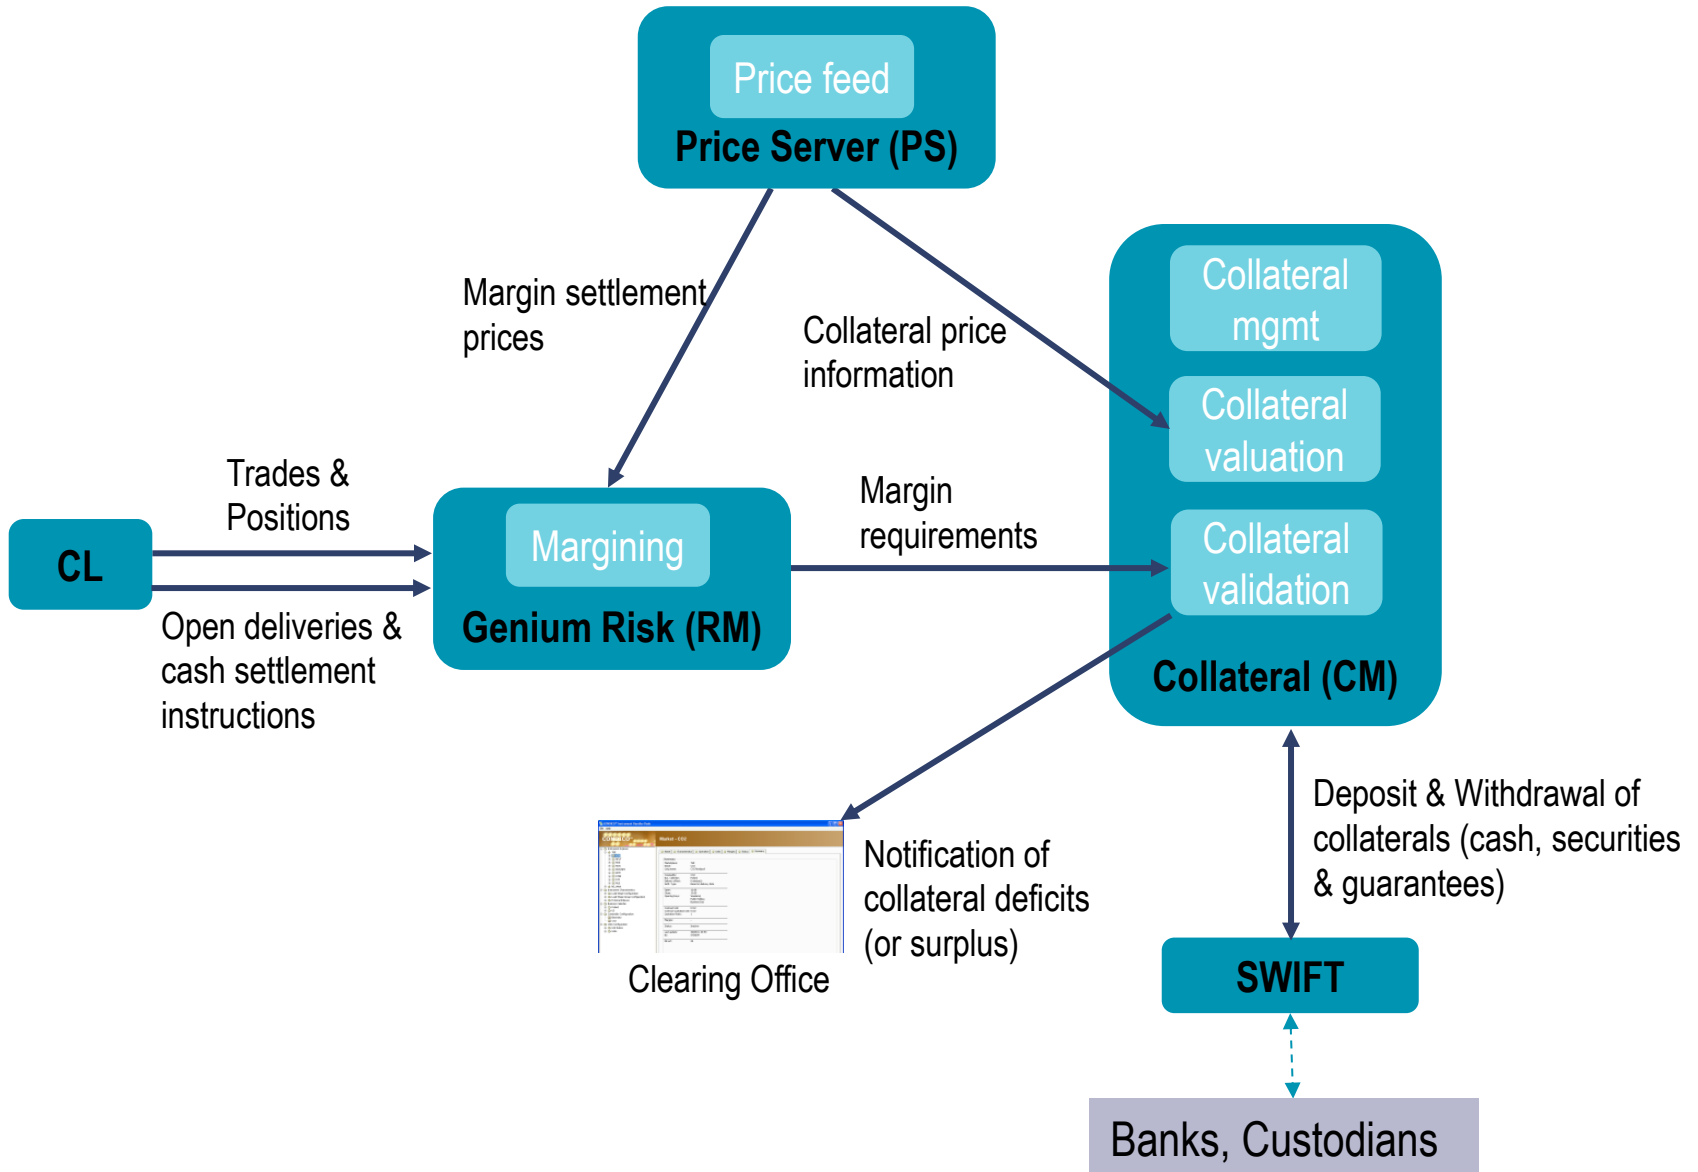 Price feed
Price Server (PS)
Margin settlement
prices
Collateral price
information
Collateral
mgmt
Collateral
valuation
Collateral
validation
Collateral (CM)
Trades &
Positions
CL
Open deliveries &
cash settlement
instructions
Margining
Genium Risk (RM)
Margin
requirements
Notification of
collateral deficits
(or surplus)
Clearing Office
Deposit & Withdrawal of
collaterals (cash, securities
& guarantees)
SWIFT
Banks, Custodians